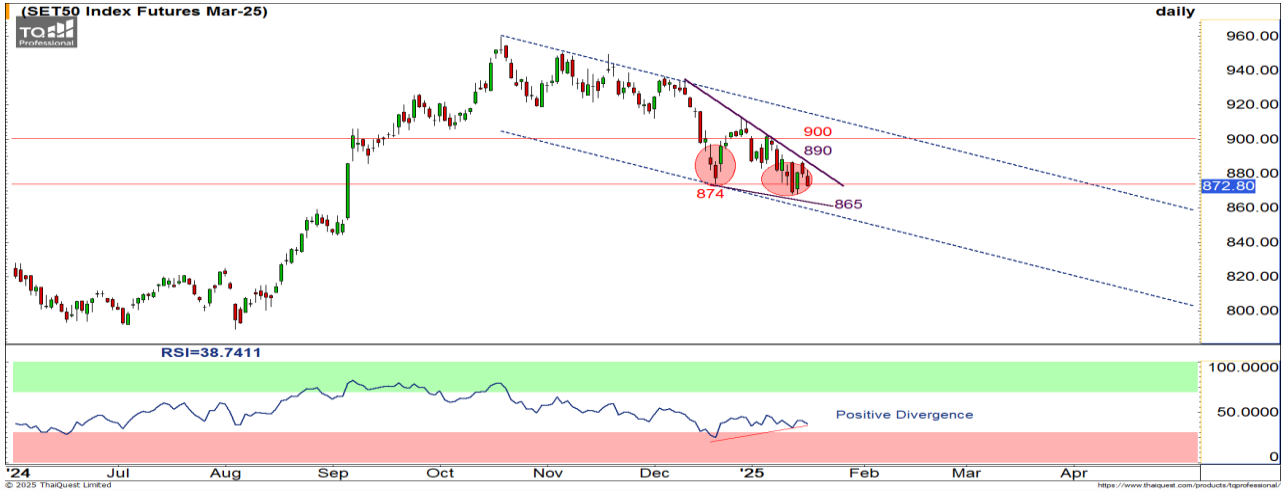 (SET50 Index Futures Mar-25)
daily
TQ
Professional
960.00
940.00
920.00
900.00
900
890
880.00
872.80
874
865
860.00
840.00
820.00
800.00
RSI=38.7411
100.0000
Positive Divergence
50.0000
0
'24 Jul Aug Sep Oct Nov Dec '25 Feb Mar Apr
© 2025 ThaiQuest Limited
https://www.thaiquest.com/products/tqprofessional/